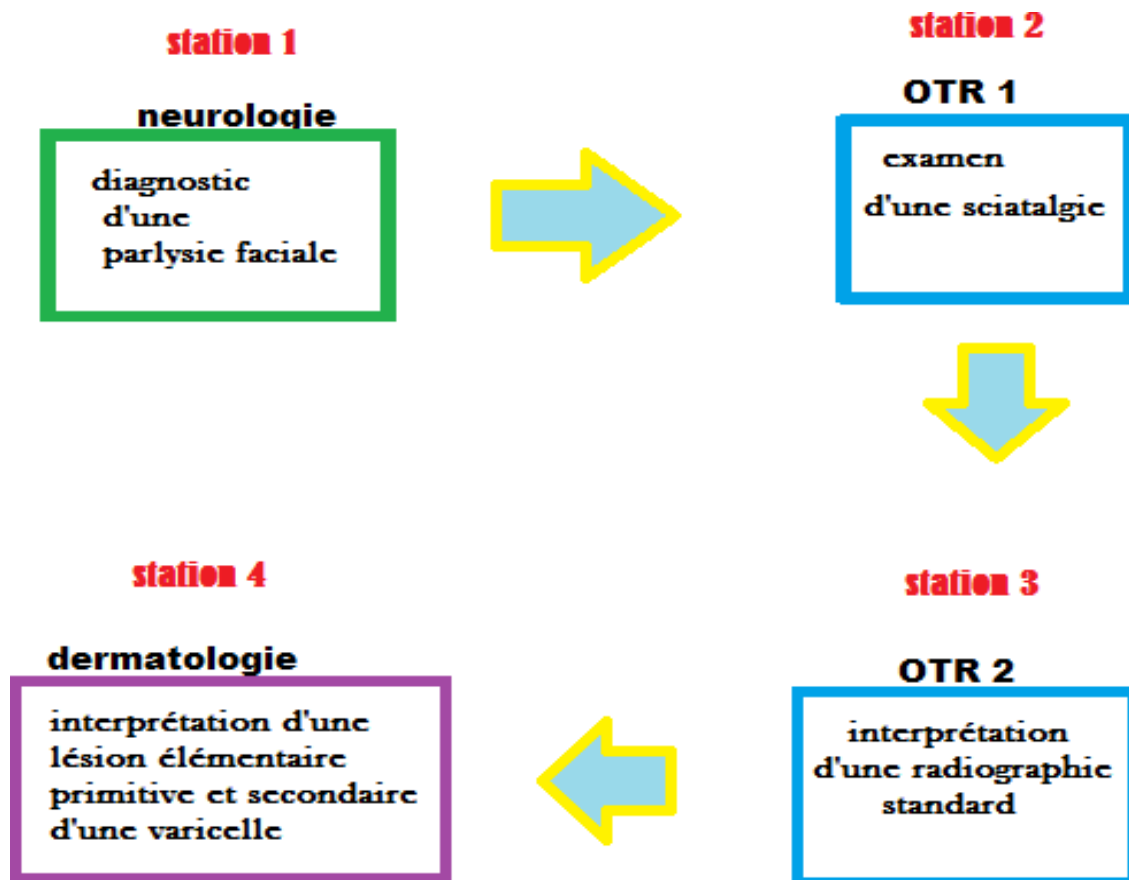 station 1
neurologie
diagnostic
d'une
parlysie faciale
station 2
OTR 1
examen
d'une sciatalgie
station 3
OTR 2
interprétation
d'une radiographie
standard
station 4
dermatologie
interprétation d'une
lésion élémentaire
primitive et secondaire
d'une varicelle